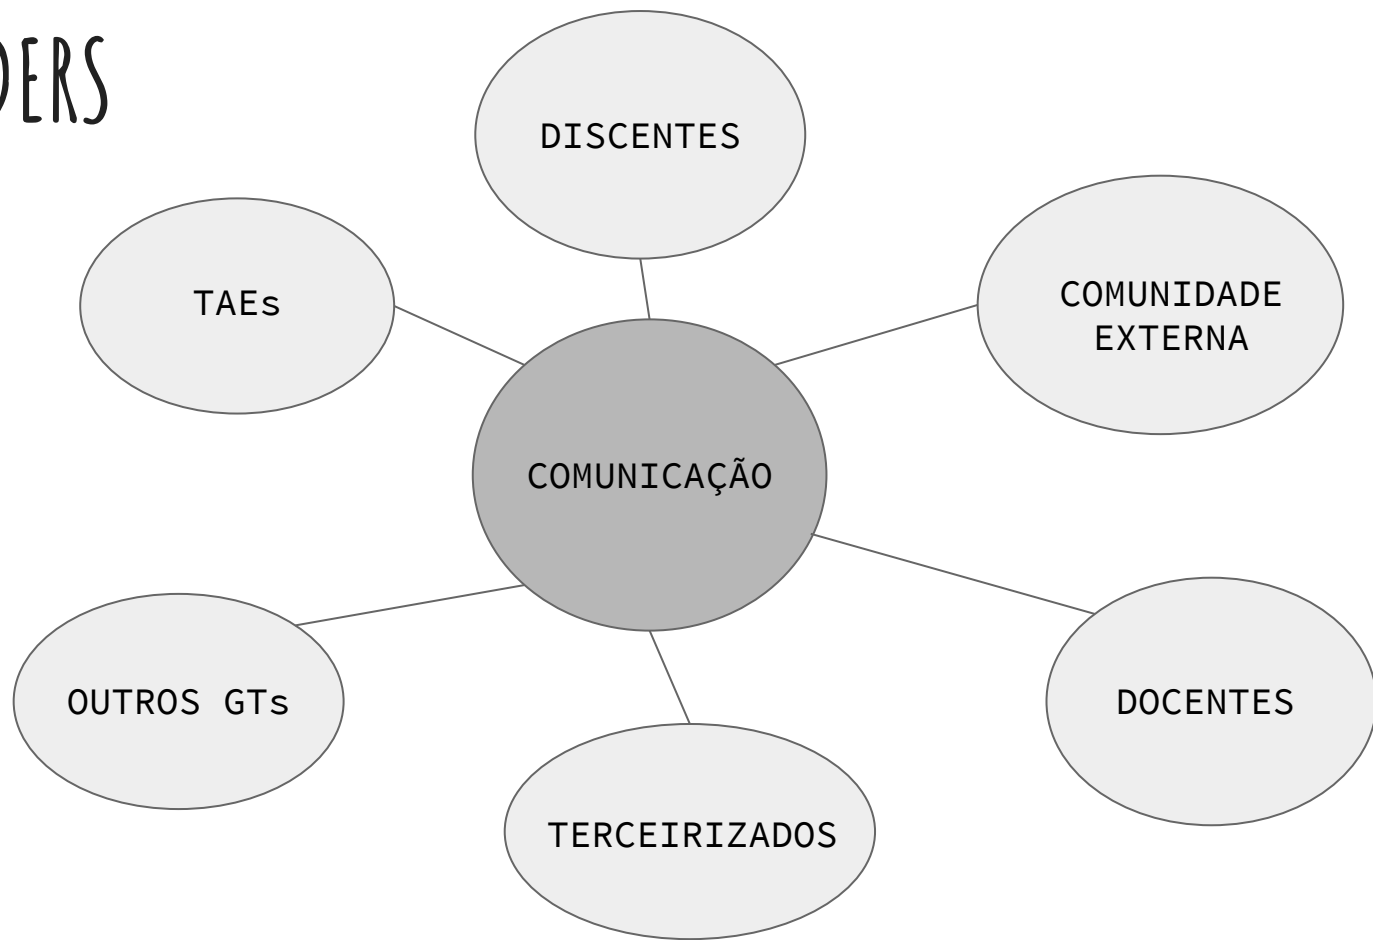 DERS
DISCENTES
TAEs
COMUNIDADE
EXTERNA
COMUNICAÇÃO
OUTROS GTs
DOCENTES
TERCEIRIZADOS